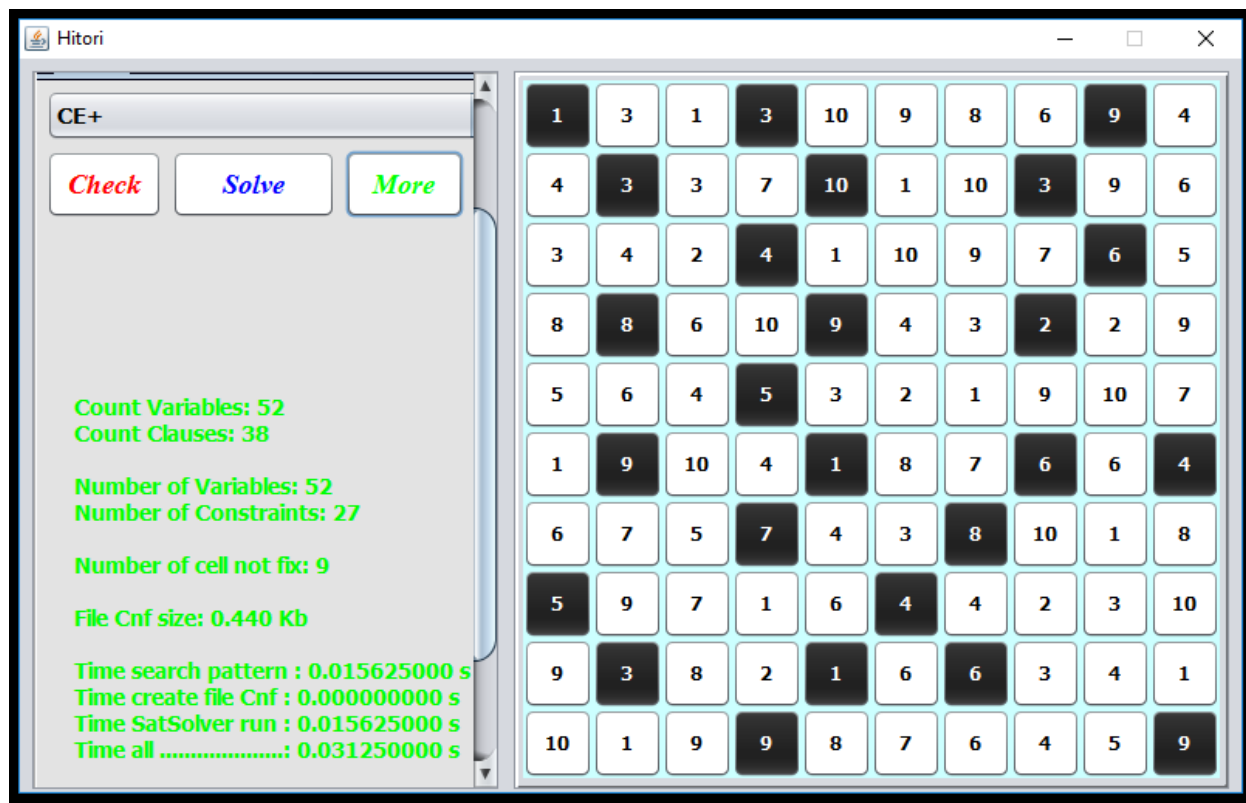 Hitori
CE+
Check Solve More
Count Variables: 52
Count Clauses: 38
Number of Variables: 52
Number of Constraints: 27
Number of cell not fix: 9
File Cnf size: 0.440 Kb
Time search pattern : 0.015625000 s
Time create file Cnf : 0.000000000 s
Time SatSolver run : 0.015625000 s
Time all ....................: 0.031250000 s
1 3 1 3 10 9 8 6 9 4
4 3 3 7 10 1 10 3 9 6
3 4 2 4 1 10 9 7 6 5
8 8 6 10 9 4 3 2 2 9
5 6 4 5 3 2 1 9 10 7
1 9 10 4 1 8 7 6 6 4
6 7 5 7 4 3 8 10 1 8
5 9 7 1 6 4 4 2 3 10
9 3 8 2 1 6 6 3 4 1
10 1 9 9 8 7 6 4 5 9